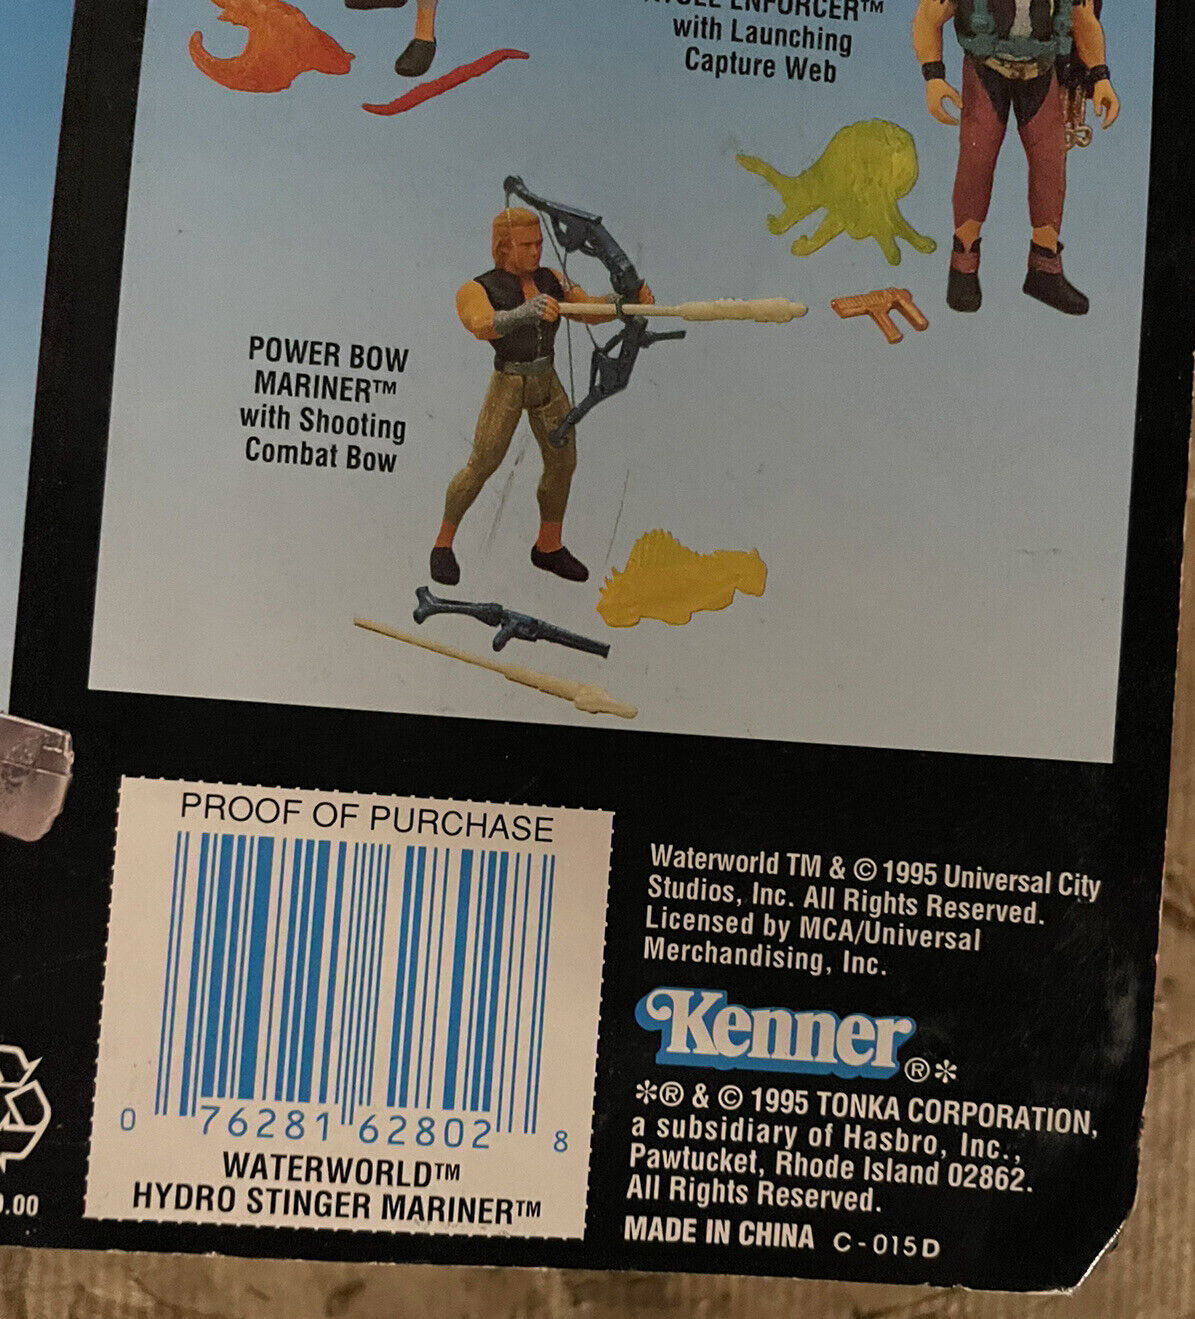 ENFORCER™
with Launching
Capture Web
POWER BOW
MARINER™
with Shooting
Combat Bow
PROOF OF PURCHASE
0 76281 62802 8
WATERWORLD™
HYDRO STINGER MARINER™
.00
Waterworld TM & © 1995 Universal City
Studios, Inc. All Rights Reserved.
Licensed by MCA/Universal
Merchandising, Inc.
Kenner®*
*® & © 1995 TONKA CORPORATION,
a subsidiary of Hasbro, Inc.,
Pawtucket, Rhode Island 02862.
All Rights Reserved.
MADE IN CHINA C-015D